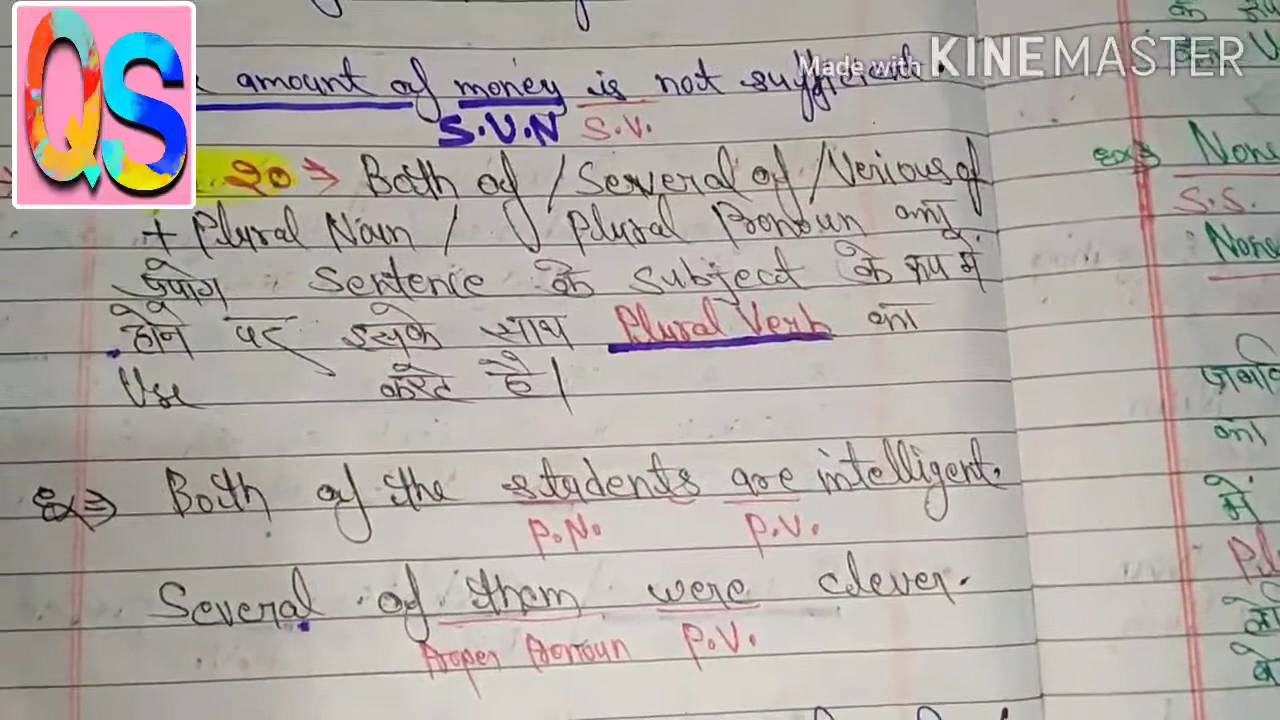 QS
Made with KINEMASTER
amount of money is not sufficient.
S.U.N S.V.
20 ⇒ Both of / Several of / Verious of
+ Plural Noun / Plural Pronoun का
प्रयोग Sentence के subject के रूप में
होने पर इसके साथ Plural Verb का
Use करते है।
Ex⇒ Both of the students are intelligent.
P.N. P.V.
Several of them were clever.
Proper Pronoun P.V.
के
Ex⇒ None
S.S.
None
का
में